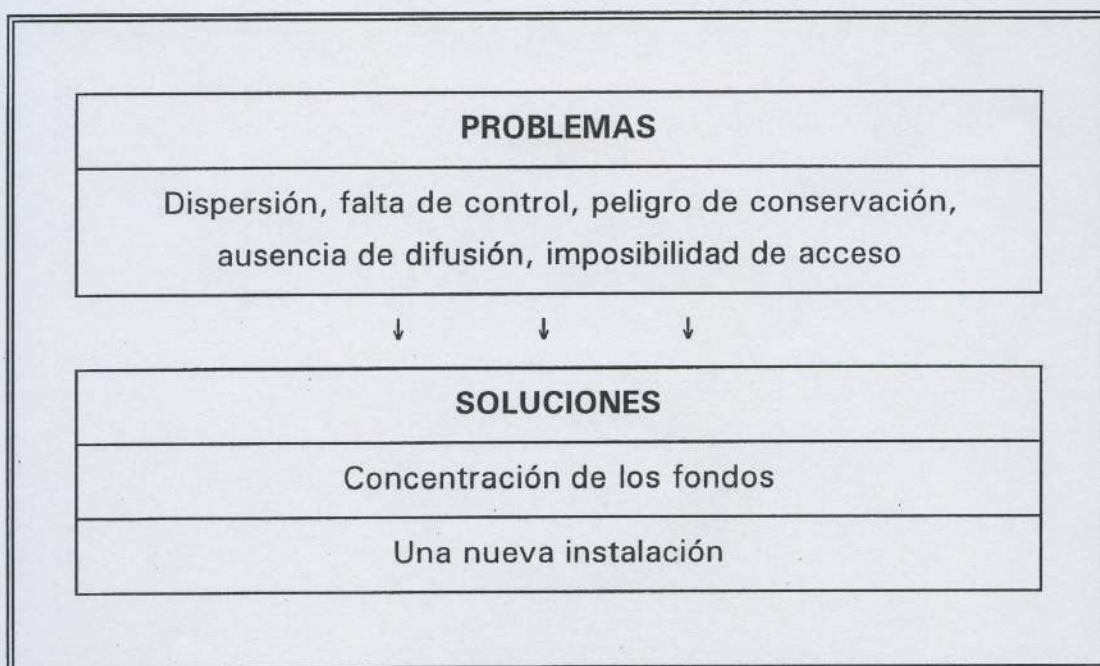 PROBLEMAS
Dispersión, falta de control, peligro de conservación,
ausencia de difusión, imposibilidad de acceso
↓ ↓ ↓
SOLUCIONES
Concentración de los fondos
Una nueva instalación